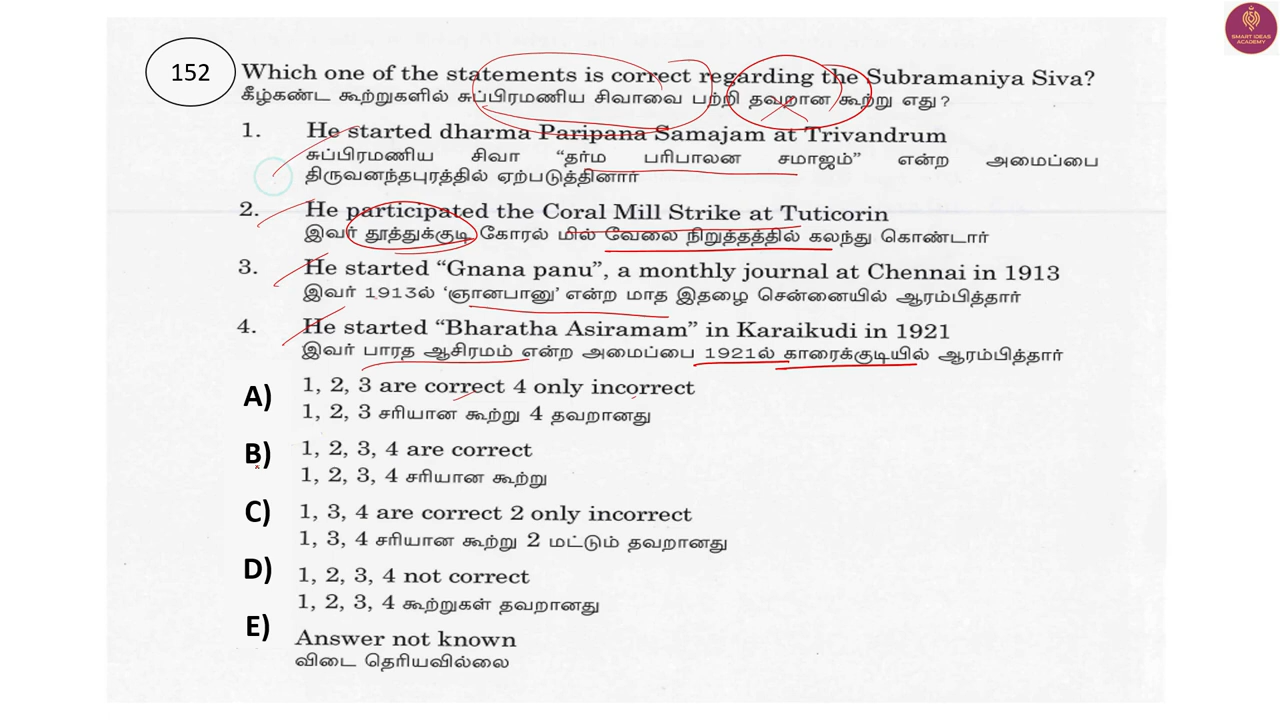 SMART IDEAS
ACADEMY
152
Which one of the statements is correct regarding the Subramaniya Siva?
கீழ்கண்ட கூற்றுகளில் சுப்பிரமணிய சிவாவை பற்றி தவறான கூற்று எது?
1. He started dharma Paripana Samajam at Trivandrum
சுப்பிரமணிய சிவா "தர்ம பரிபாலன சமாஜம்" என்ற அமைப்பை
திருவனந்தபுரத்தில் ஏற்படுத்தினார்
2. He participated the Coral Mill Strike at Tuticorin
இவர் தூத்துக்குடி கோரல் மில் வேலை நிறுத்தத்தில் கலந்து கொண்டார்
3. He started "Gnana panu", a monthly journal at Chennai in 1913
இவர் 1913ல் 'ஞானபானு' என்ற மாத இதழை சென்னையில் ஆரம்பித்தார்
4. He started "Bharatha Asiramam" in Karaikudi in 1921
இவர் பாரத ஆசிரமம் என்ற அமைப்பை 1921ல் காரைக்குடியில் ஆரம்பித்தார்
A) 1, 2, 3 are correct 4 only incorrect
1, 2, 3 சரியான கூற்று 4 தவறானது
B) 1, 2, 3, 4 are correct
1, 2, 3, 4 சரியான கூற்று
C) 1, 3, 4 are correct 2 only incorrect
1, 3, 4 சரியான கூற்று 2 மட்டும் தவறானது
D) 1, 2, 3, 4 not correct
1, 2, 3, 4 கூற்றுகள் தவறானது
E) Answer not known
விடை தெரியவில்லை